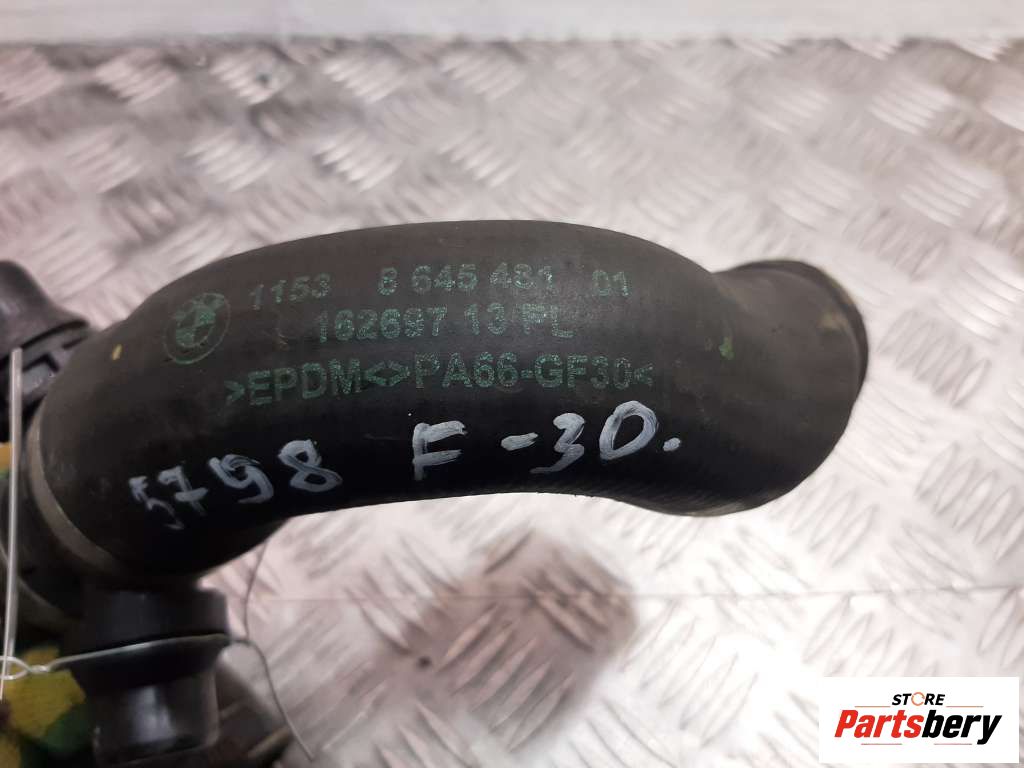 1153 8 645 481 01
162697 13/PL
>EPDM<>PA66-GF30<
5798 F-30.
STORE
Partsbery